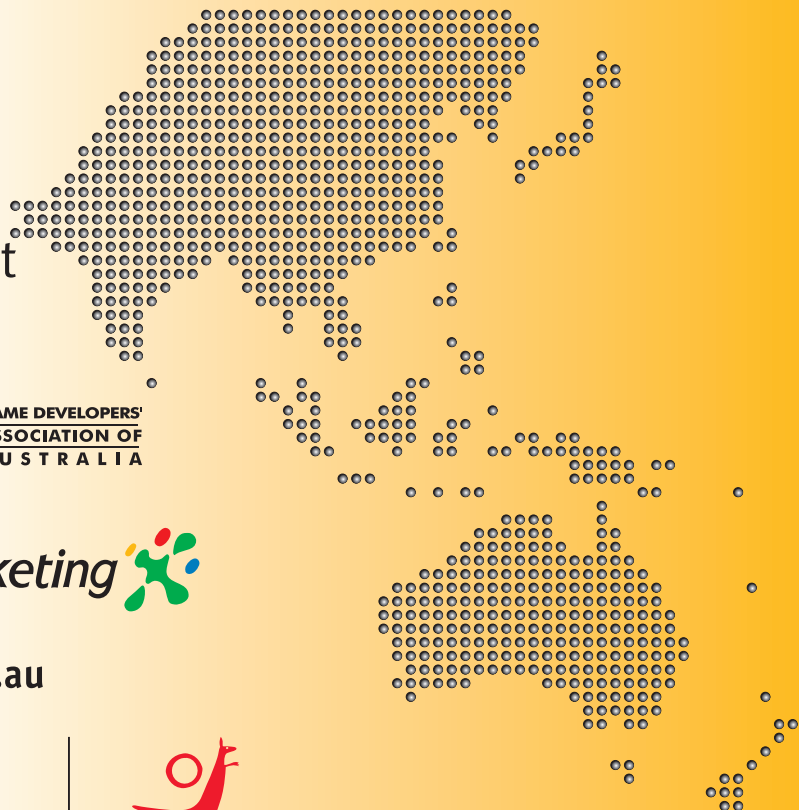 t
AME DEVELOPERS'
SSOCIATION OF
USTRALIA
keting
.au